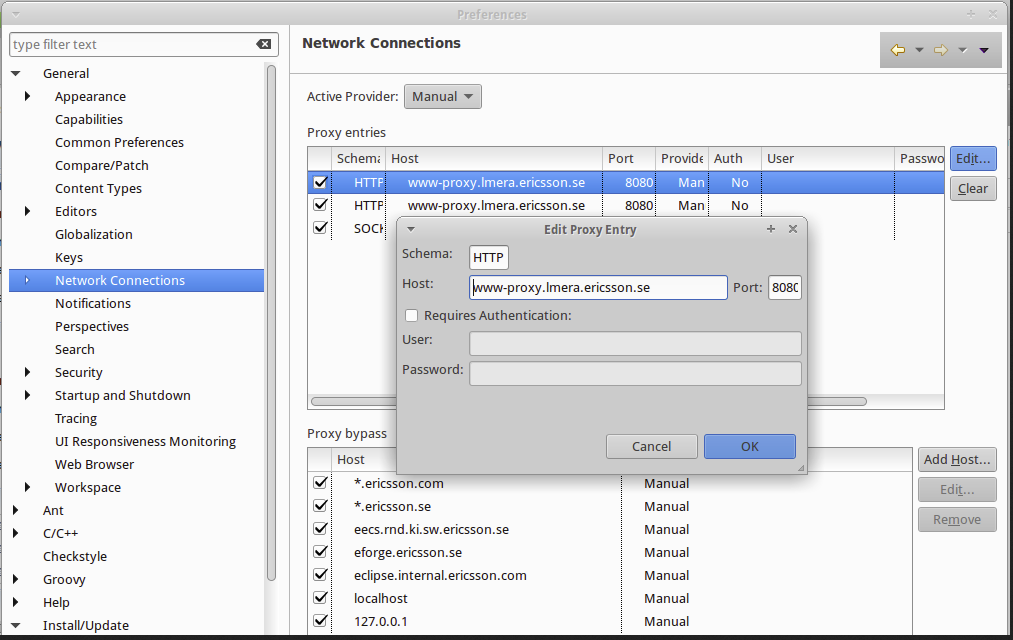 Preferences
type filter text
General
Appearance
Capabilities
Common Preferences
Compare/Patch
Content Types
Editors
Globalization
Keys
Network Connections
Notifications
Perspectives
Search
Security
Startup and Shutdown
Tracing
UI Responsiveness Monitoring
Web Browser
Workspace
Ant
C/C++
Checkstyle
Groovy
Help
Install/Update
Network Connections
Active Provider: Manual
Proxy entries
Schema Host Port Provide Auth User Passwo
HTTP www-proxy.lmera.ericsson.se 8080 Man No
HTTP www-proxy.lmera.ericsson.se 8080 Man No
SOCK
Edit...
Clear
Edit Proxy Entry
Schema: HTTP
Host: www-proxy.lmera.ericsson.se Port: 8080
Requires Authentication:
User:
Password:
Cancel OK
Proxy bypass
Host
*.ericsson.com Manual
*.ericsson.se Manual
eecs.rnd.ki.sw.ericsson.se Manual
eforge.ericsson.se Manual
eclipse.internal.ericsson.com Manual
localhost Manual
127.0.0.1 Manual
Add Host...
Edit...
Remove